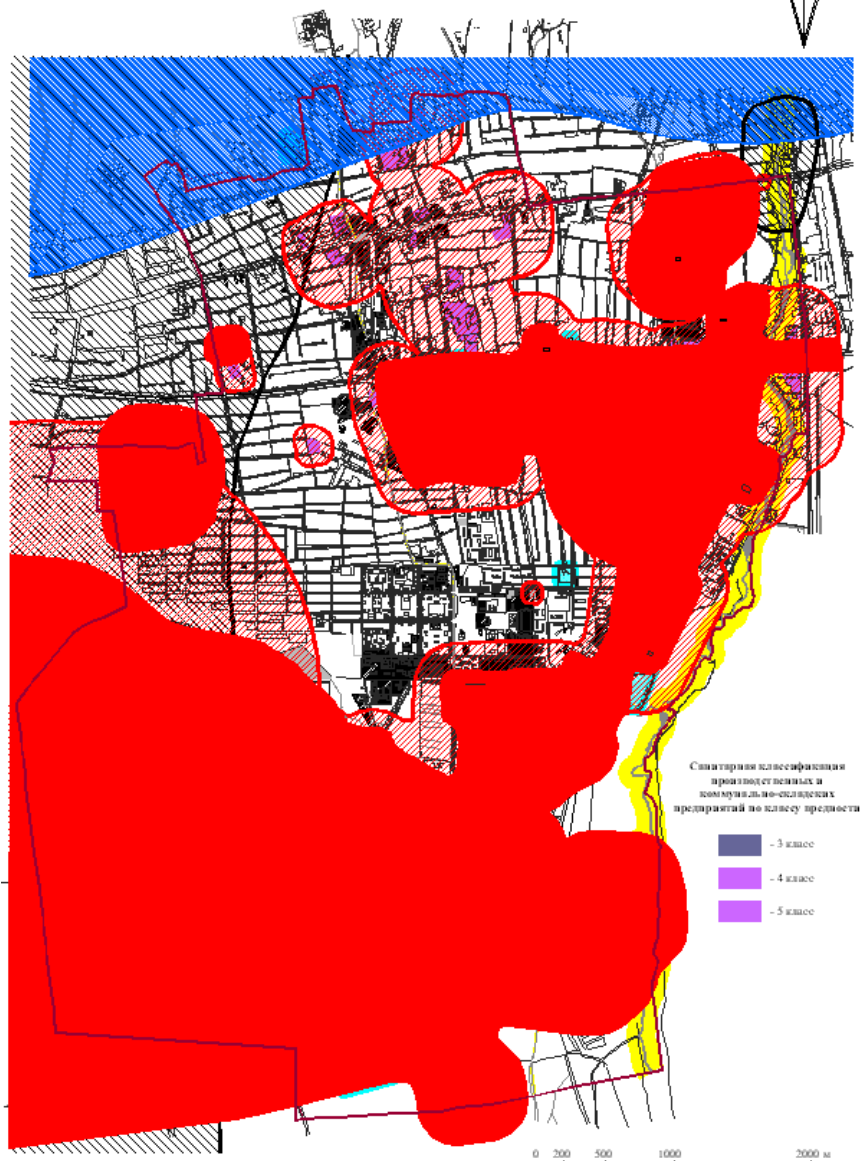 Санитарная классификация
производственных и
коммунально-складских
предприятий по классу вредности
- 3 класс
- 4 класс
- 5 класс
0 200 500 1000 2000 м